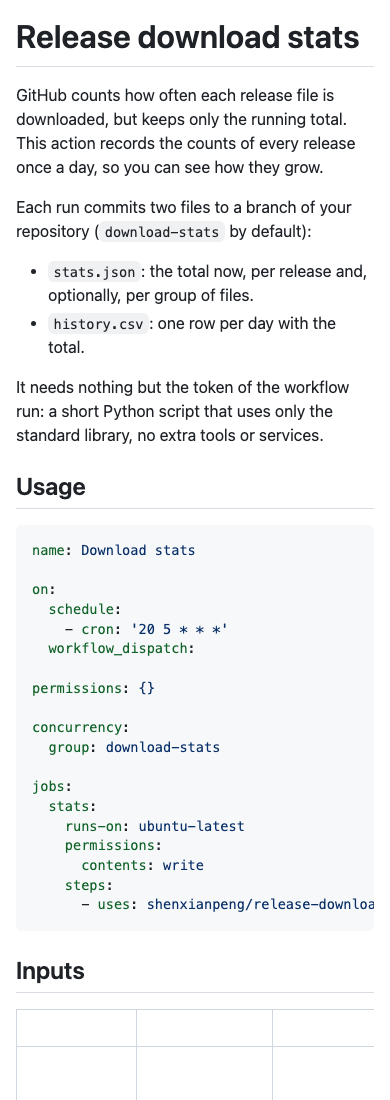 Release download stats
GitHub counts how often each release file is
downloaded, but keeps only the running total.
This action records the counts of every release
once a day, so you can see how they grow.
Each run commits two files to a branch of your
repository ( download-stats by default):
• stats.json : the total now, per release and,
optionally, per group of files.
• history.csv : one row per day with the
total.
It needs nothing but the token of the workflow
run: a short Python script that uses only the
standard library, no extra tools or services.
Usage
name: Download stats
on:
  schedule:
    - cron: '20 5 * * *'
  workflow_dispatch:
permissions: {}
concurrency:
  group: download-stats
jobs:
  stats:
    runs-on: ubuntu-latest
    permissions:
      contents: write
    steps:
      - uses: shenxianpeng/release-downloa
Inputs